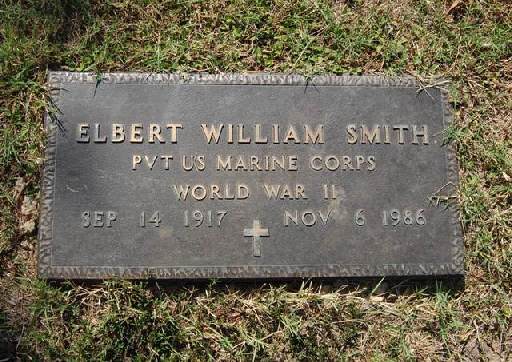 ELBERT WILLIAM SMITH
PVT US MARINE CORPS
WORLD WAR II
SEP 14 1917 NOV 6 1986